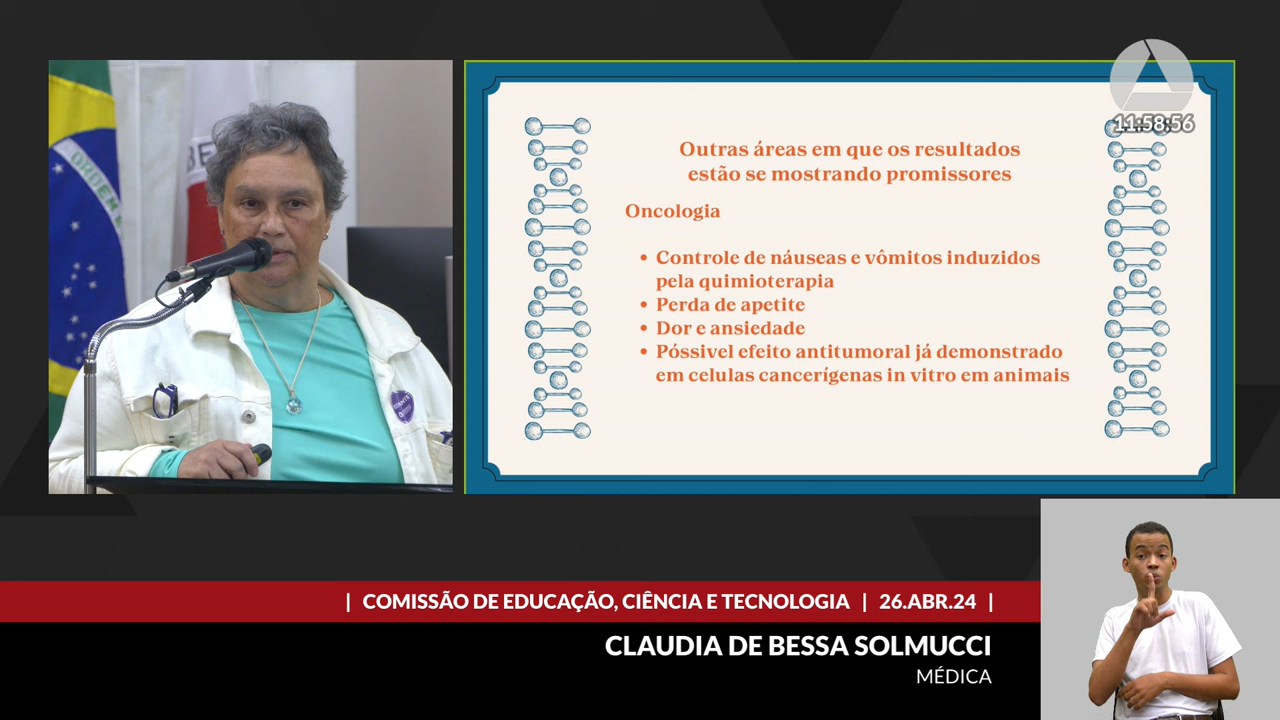 11:58:56
ORDEM E
BE
Outras áreas em que os resultados
estão se mostrando promissores
Oncologia
• Controle de náuseas e vômitos induzidos
pela quimioterapia
• Perda de apetite
• Dor e ansiedade
• Póssivel efeito antitumoral já demonstrado
em celulas cancerígenas in vitro em animais
| COMISSÃO DE EDUCAÇÃO, CIÊNCIA E TECNOLOGIA | 26.ABR.24 |
CLAUDIA DE BESSA SOLMUCCI
MÉDICA